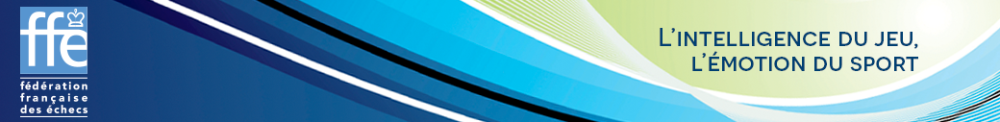 ffe
fédération
française
des échecs
L'INTELLIGENCE DU JEU,
L'ÉMOTION DU SPORT